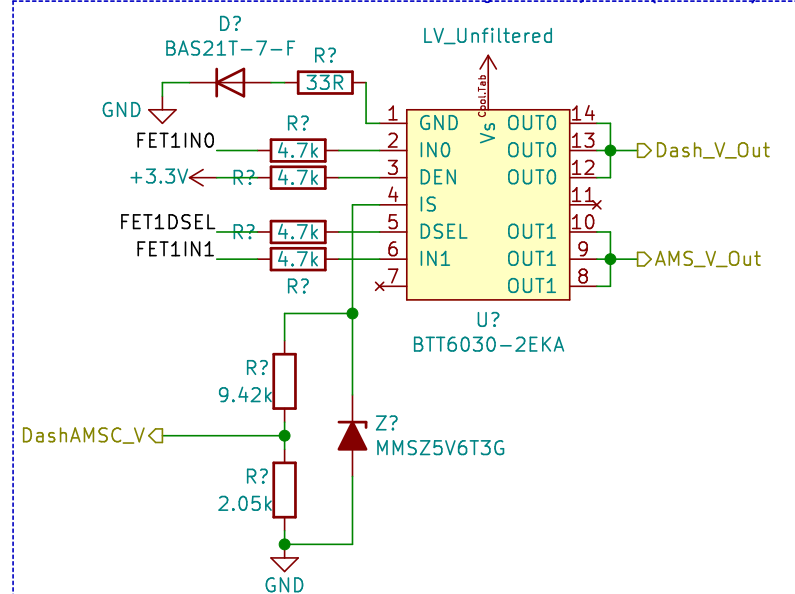 D?
BAS21T-7-F
R?
33R
LV_Unfiltered
Cool.Tab
Vs
GND
1
GND
OUT0
14
FET1IN0
R?
4.7k
2
IN0
OUT0
13
Dash_V_Out
+3.3V
R?
4.7k
3
DEN
OUT0
12
4
IS
11
FET1DSEL
R?
4.7k
5
DSEL
OUT1
10
FET1IN1
4.7k
R?
6
IN1
OUT1
9
AMS_V_Out
7
OUT1
8
U?
BTT6030-2EKA
R?
9.42k
DashAMSC_V
Z?
MMSZ5V6T3G
R?
2.05k
GND